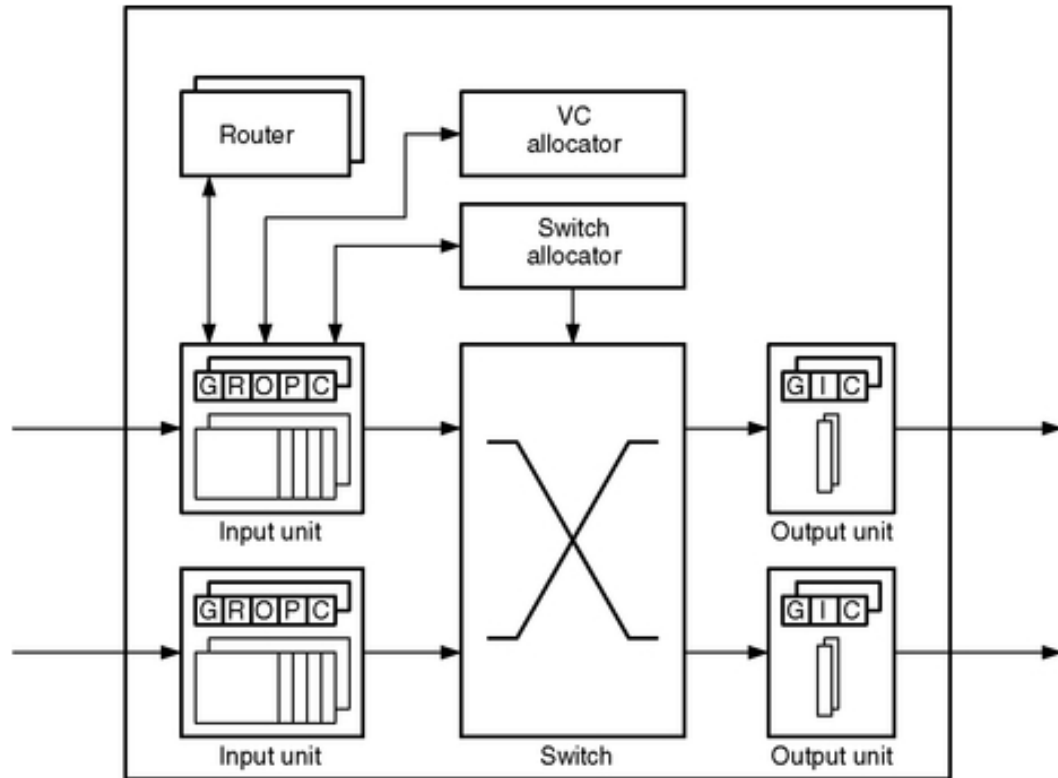 Router
VC
allocator
Switch
allocator
G R O P C
G I C
Input unit
Output unit
G R O P C
G I C
Input unit
Switch
Output unit